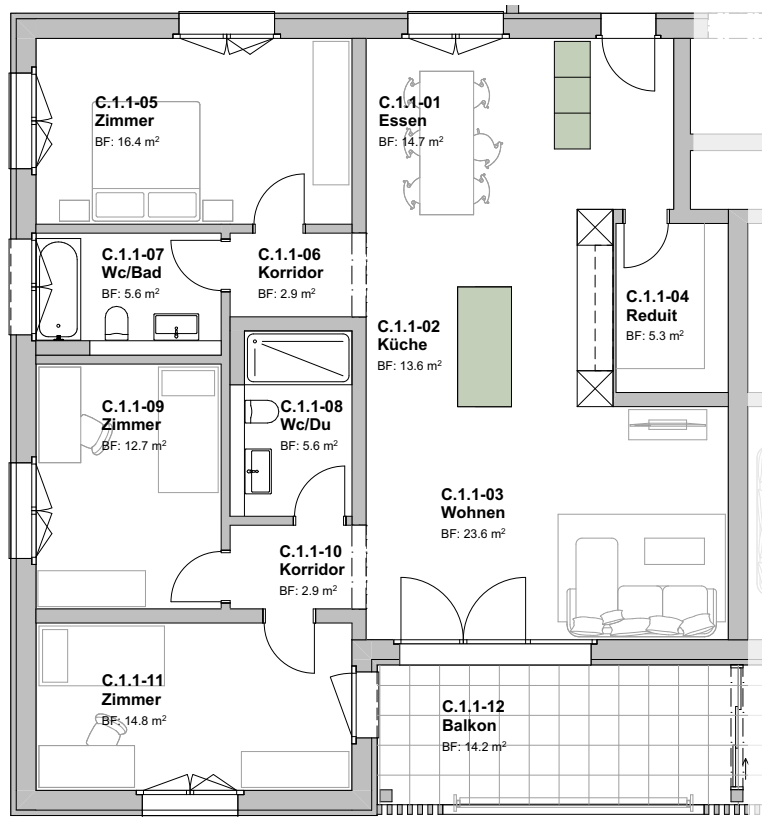 C.1.1-05
Zimmer
BF: 16.4 m²
C.1.1-01
Essen
BF: 14.7 m²
C.1.1-07
Wc/Bad
BF: 5.6 m²
C.1.1-06
Korridor
BF: 2.9 m²
C.1.1-04
Reduit
BF: 5.3 m²
C.1.1-02
Küche
BF: 13.6 m²
C.1.1-09
Zimmer
BF: 12.7 m²
C.1.1-08
Wc/Du
BF: 5.6 m²
C.1.1-03
Wohnen
BF: 23.6 m²
C.1.1-10
Korridor
BF: 2.9 m²
C.1.1-11
Zimmer
BF: 14.8 m²
C.1.1-12
Balkon
BF: 14.2 m²